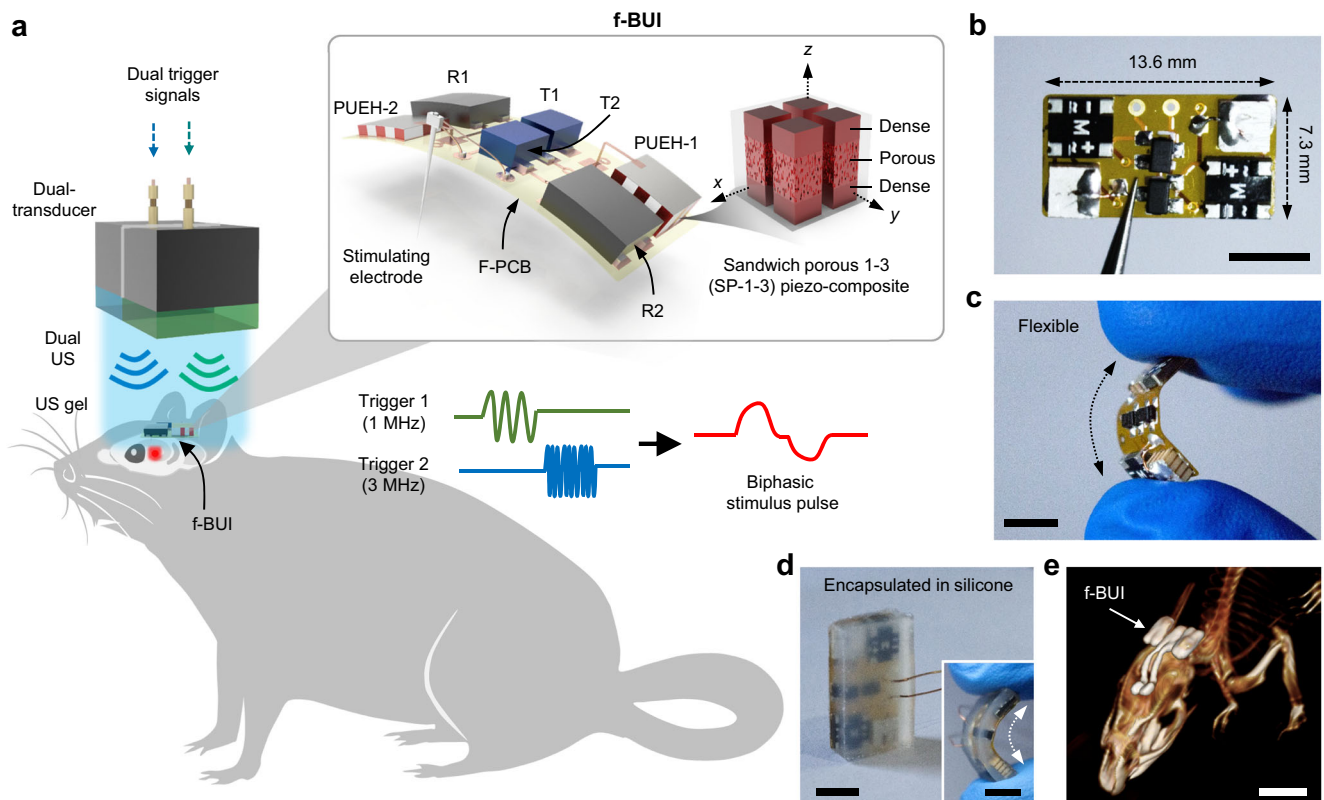 a
Dual trigger
signals
Dual-
transducer
Dual
US
US gel
f-BUI
f-BUI
PUEH-2
R1
T1
T2
PUEH-1
Stimulating
electrode
F-PCB
R2
z
x
y
Dense
Porous
Dense
Sandwich porous 1-3
(SP-1-3) piezo-composite
Trigger 1
(1 MHz)
Trigger 2
(3 MHz)
Biphasic
stimulus pulse
b
13.6 mm
7.3 mm
M +
M +
c
Flexible
d
Encapsulated in silicone
e
f-BUI